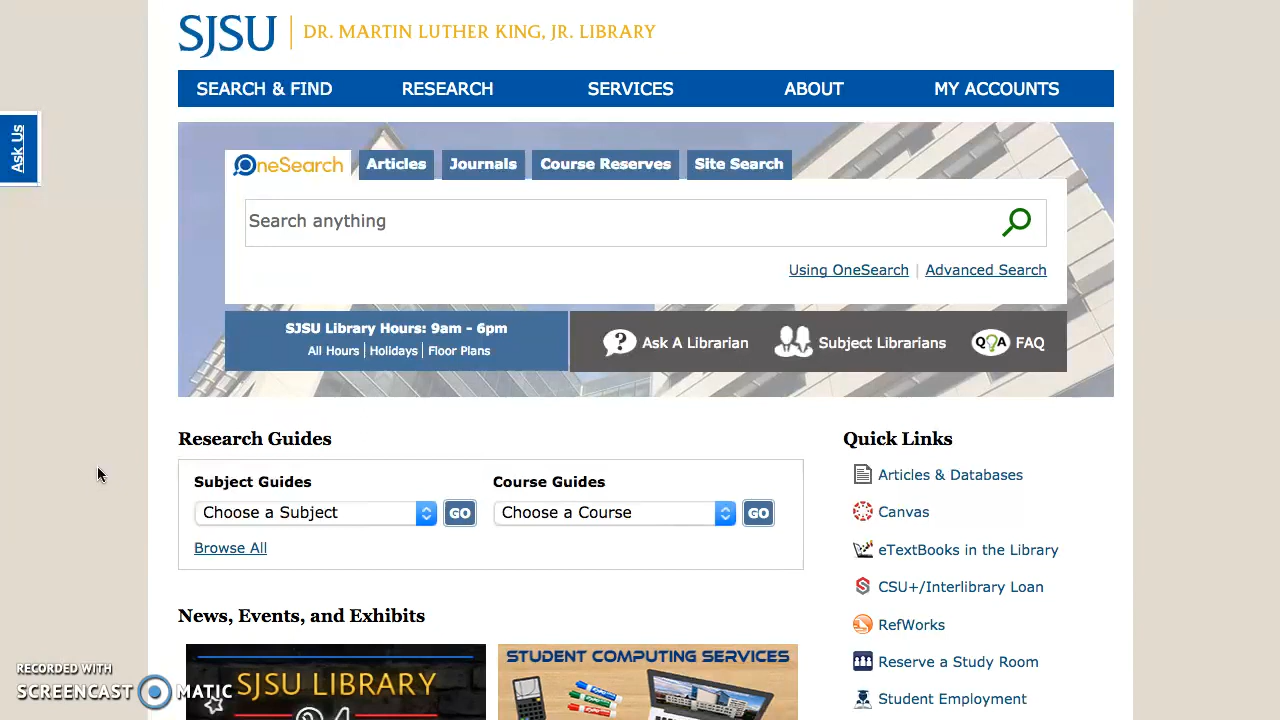 SJSU | DR. MARTIN LUTHER KING, JR. LIBRARY
SEARCH & FIND RESEARCH SERVICES ABOUT MY ACCOUNTS
Ask Us
OneSearch Articles Journals Course Reserves Site Search
Search anything
Using OneSearch | Advanced Search
SJSU Library Hours: 9am - 6pm
All Hours | Holidays | Floor Plans
? Ask A Librarian Subject Librarians Q A FAQ
Research Guides
Subject Guides Course Guides
Choose a Subject GO Choose a Course GO
Browse All
News, Events, and Exhibits
SJSU LIBRARY
STUDENT COMPUTING SERVICES
Quick Links
Articles & Databases
Canvas
eTextBooks in the Library
CSU+/Interlibrary Loan
RefWorks
Reserve a Study Room
Student Employment
RECORDED WITH
SCREENCAST MATIC